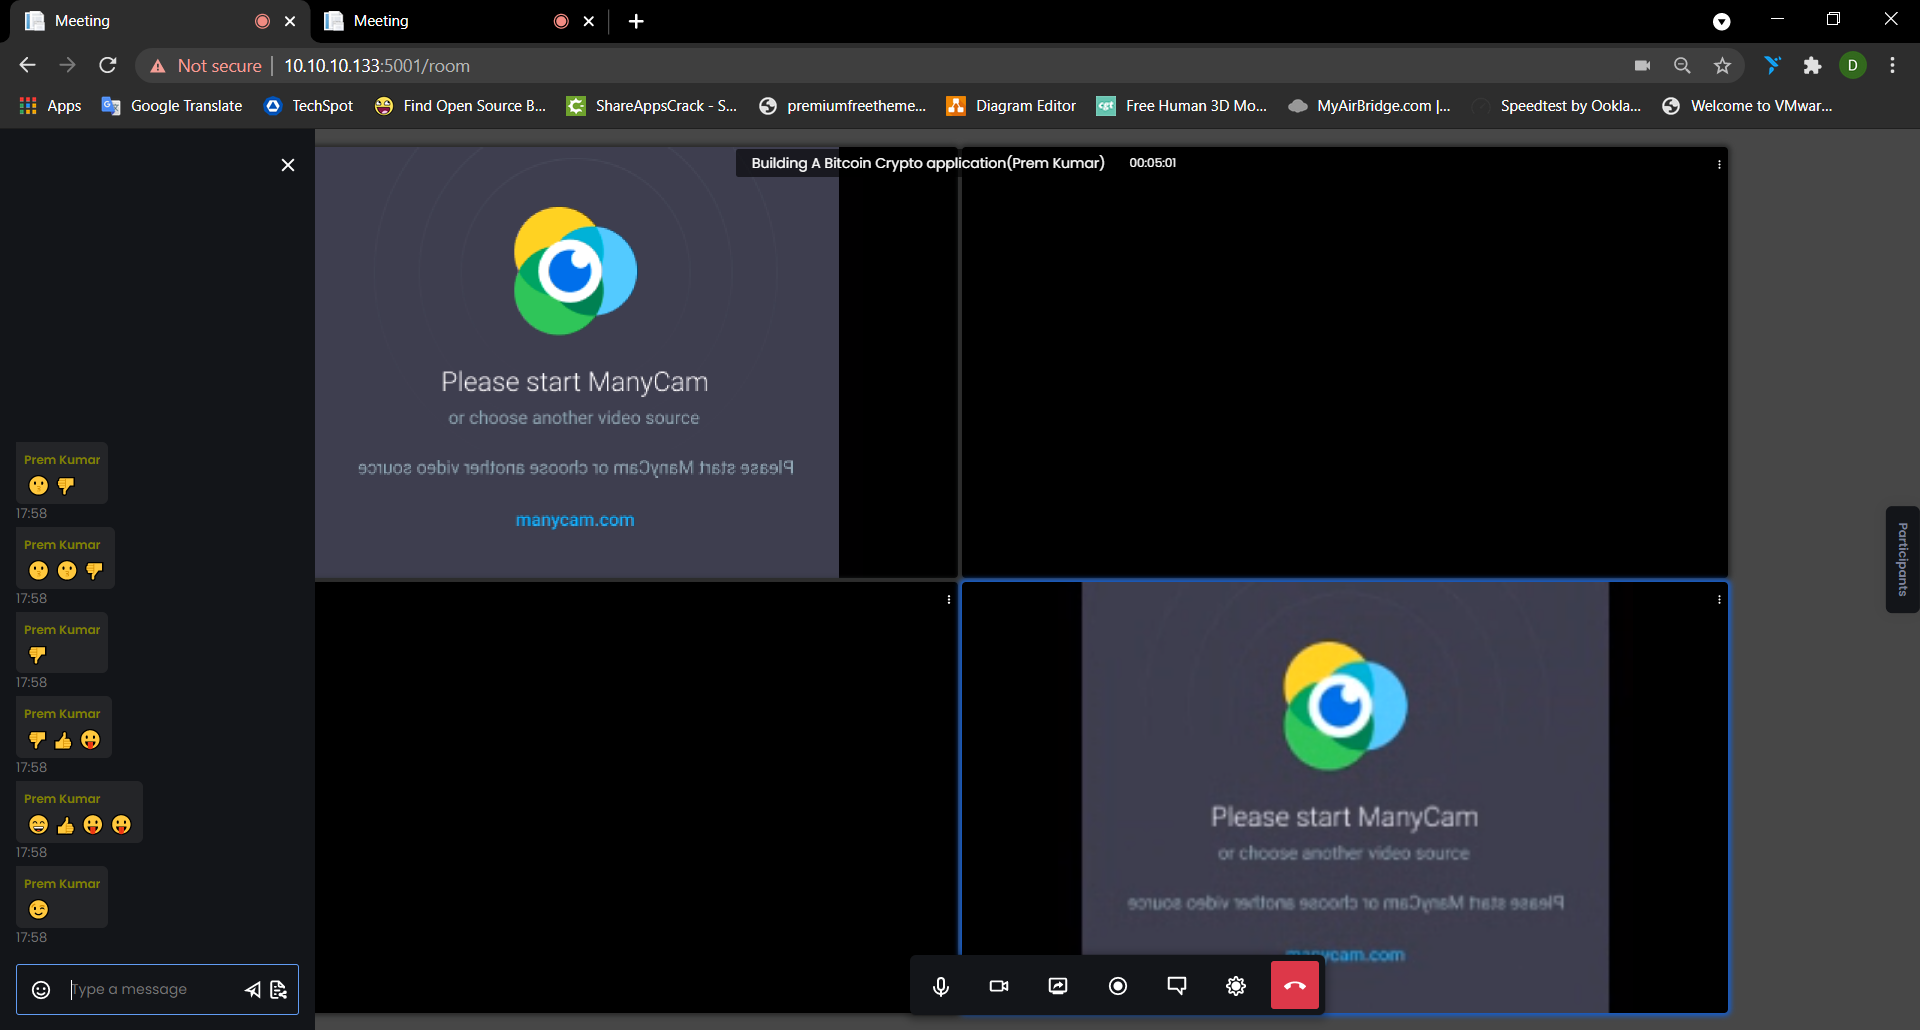 Meeting
Meeting
Not secure
10.10.10.133:5001/room
Apps
Google Translate
TechSpot
Find Open Source B...
ShareAppsCrack - S...
premiumfreetheme...
Diagram Editor
cgt
Free Human 3D Mo...
MyAirBridge.com |...
Speedtest by Ookla...
Welcome to VMwar...
D
Building A Bitcoin Crypto application(Prem Kumar) 00:05:01
Please start ManyCam
or choose another video source
Please start ManyCam or choose another video source
manycam.com
Prem Kumar
17:58
Prem Kumar
17:58
Prem Kumar
17:58
Prem Kumar
17:58
Prem Kumar
17:58
Prem Kumar
17:58
Type a message
Please start ManyCam
or choose another video source
Please start ManyCam or choose another video source
manycam.com
Participants